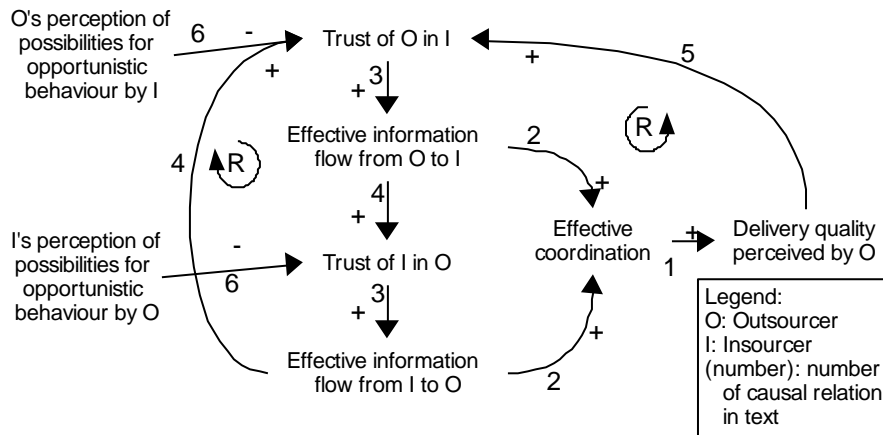 O's perception of
possibilities for
opportunistic
behaviour by I
6
-
+
Trust of O in I
+
5
+
3
Effective information
flow from O to I
2
+
R
R
4
4
+
I's perception of
possibilities for
opportunistic
behaviour by O
-
6
Trust of I in O
+
3
Effective information
flow from I to O
2
+
Effective
coordination
+
1
Delivery quality
perceived by O
Legend:
O: Outsourcer
I: Insourcer
(number): number
of causal relation
in text